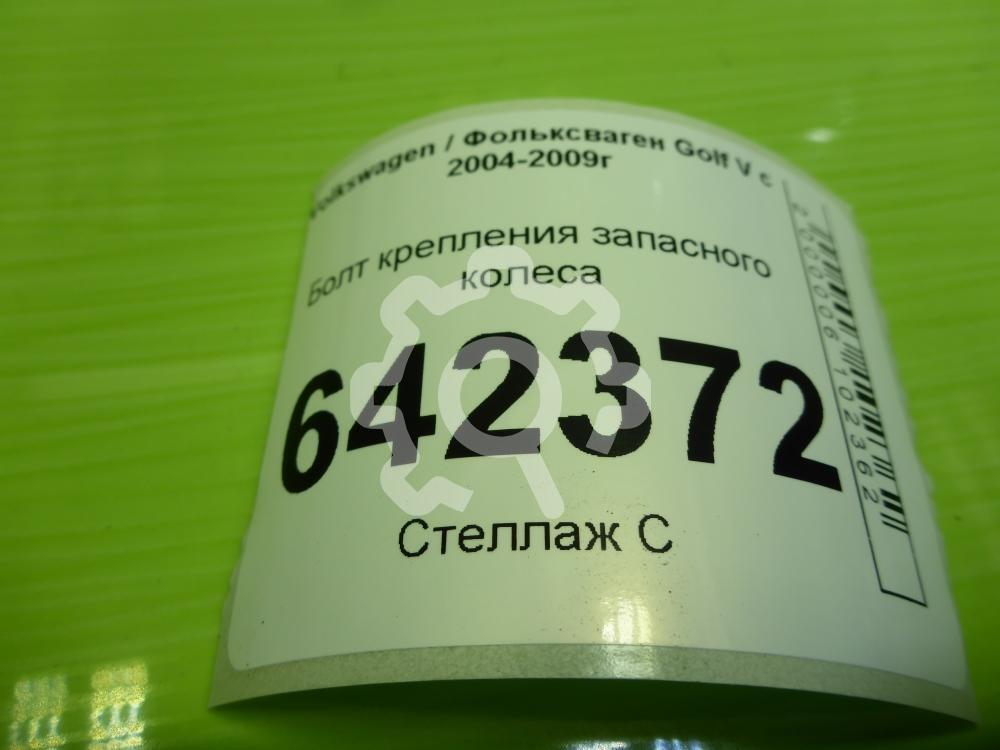 Volkswagen / Фольксваген Golf V с
2004-2009г
Болт крепления запасного
колеса
642372
Стеллаж С
2000006102362